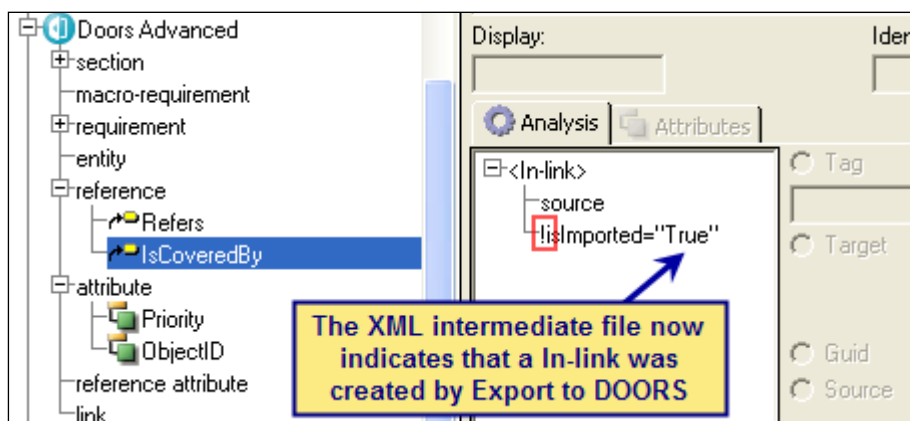 Doors Advanced
section
macro-requirement
requirement
entity
reference
Refers
IsCoveredBy
attribute
Priority
ObjectID
reference attribute
link
Display:
Iden
Analysis
Attributes
<In-link>
source
!isImported="True"
Tag
Target
Guid
Source
The XML intermediate file now
indicates that a In-link was
created by Export to DOORS